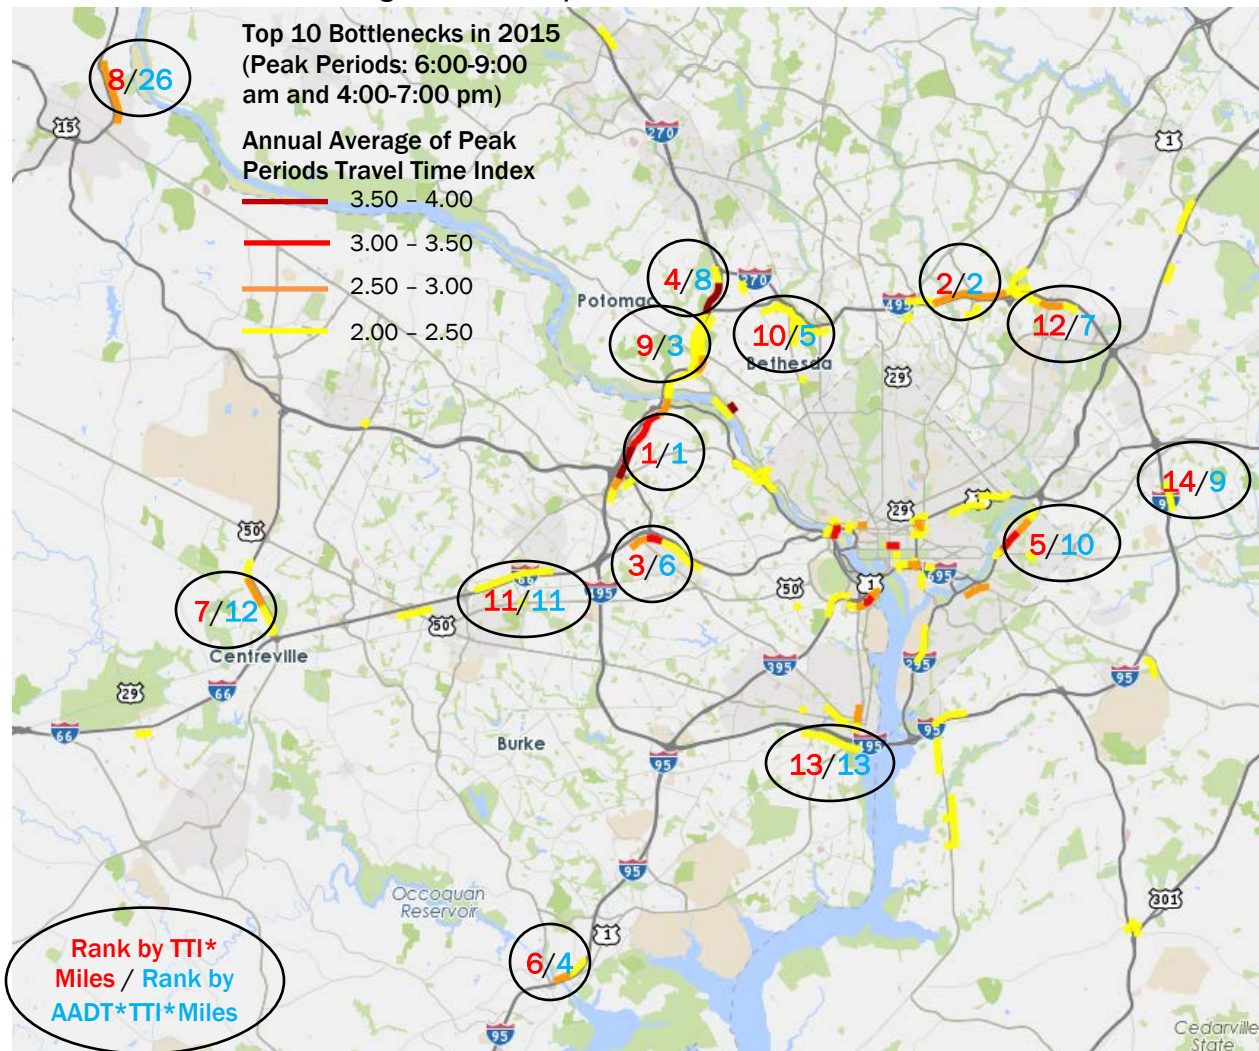 Top 10 Bottlenecks in 2015
(Peak Periods: 6:00-9:00
am and 4:00-7:00 pm)
Annual Average of Peak
Periods Travel Time Index
3.50 – 4.00
3.00 – 3.50
2.50 – 3.00
2.00 – 2.50
8/26
15
270
1
4/8
270
Potomac
2/2
495
9/3
10/5
Bethesda
12/7
29
1/1
14/9
50
29
5/10
3/6
66
495
11/11
50
1
695
7/12
50
Centreville
395
295
95
29
66
66
Burke
95
95
495
13/13
95
Occoquan
Reservoir
301
1
6/4
95
Rank by TTI*
Miles / Rank by
AADT*TTI*Miles
Cedarville
State